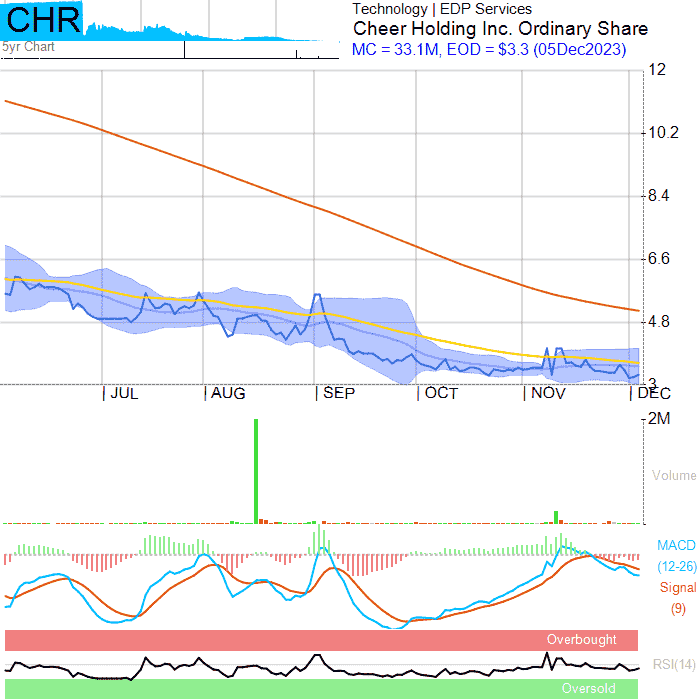 CHR
Technology | EDP Services
Cheer Holding Inc. Ordinary Share
5yr Chart
MC = 33.1M, EOD = $3.3 (05Dec2023)
12
10.2
8.4
6.6
4.8
3
JUL
AUG
SEP
OCT
NOV
DEC
2M
Volume
MACD
(12-26)
Signal
(9)
Overbought
RSI(14)
Oversold